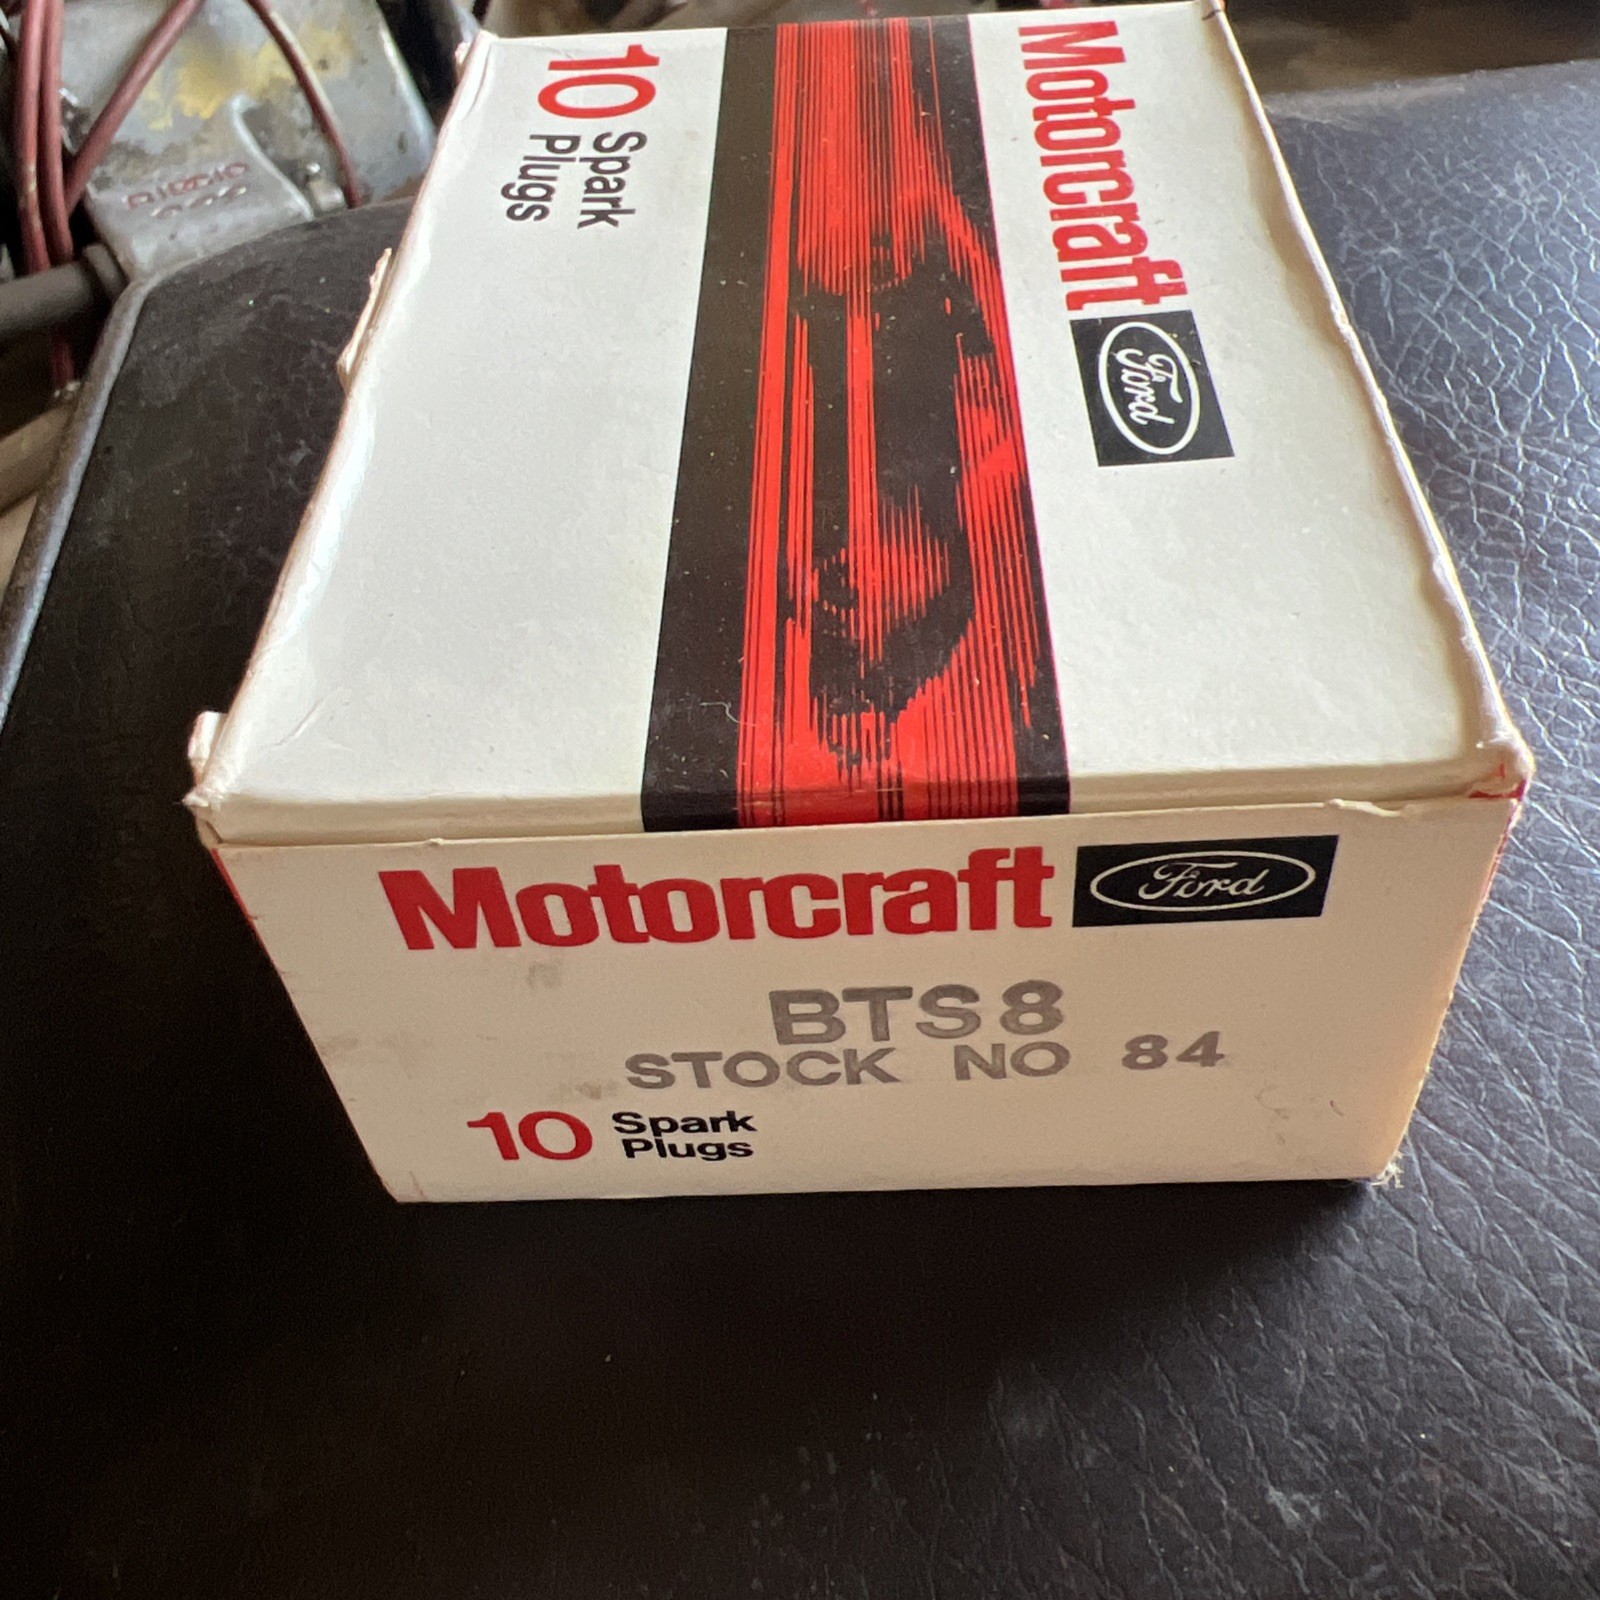 Motorcraft Ford
10 Spark
Plugs
Motorcraft Ford
BTS8
STOCK NO 84
10 Spark
Plugs